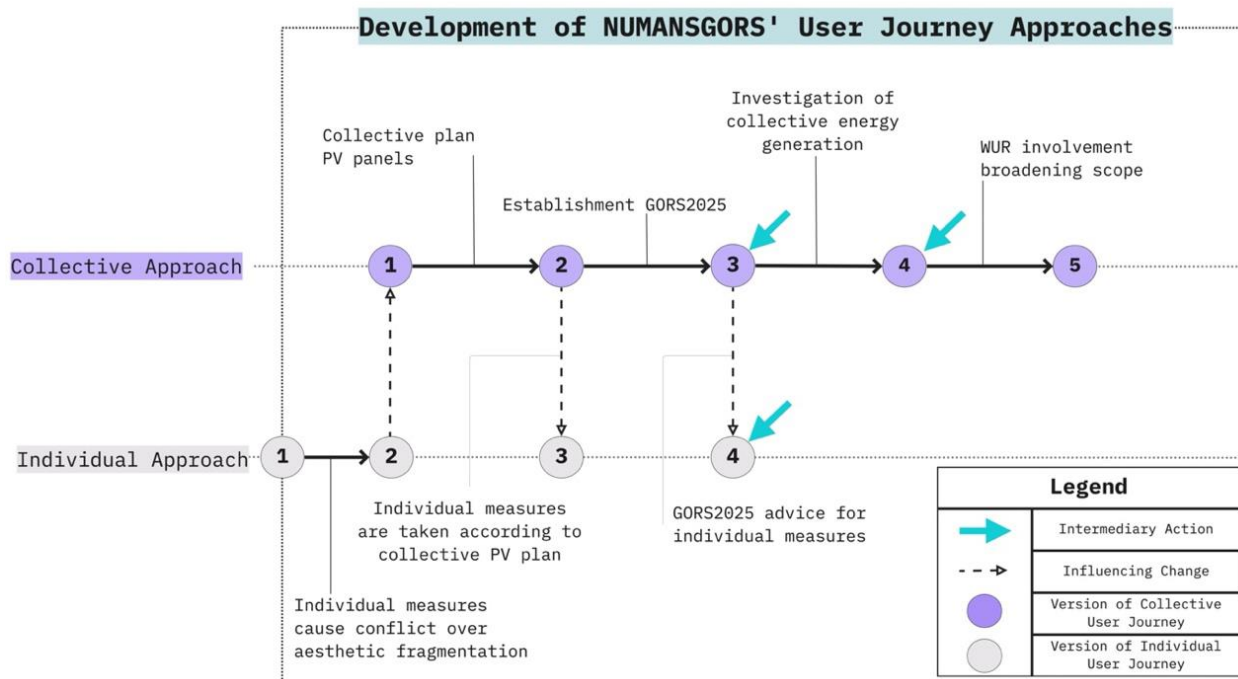 Development of NUMANSGORS' User Journey Approaches
Investigation of
collective energy
generation
Collective plan
PV panels
WUR involvement
broadening scope
Establishment GORS2025
Collective Approach
1
2
3
4
5
Individual Approach
1
2
3
4
Individual measures
are taken according to
collective PV plan
GORS2025 advice for
individual measures
Individual measures
cause conflict over
aesthetic fragmentation
Legend
Intermediary Action
Influencing Change
Version of Collective
User Journey
Version of Individual
User Journey